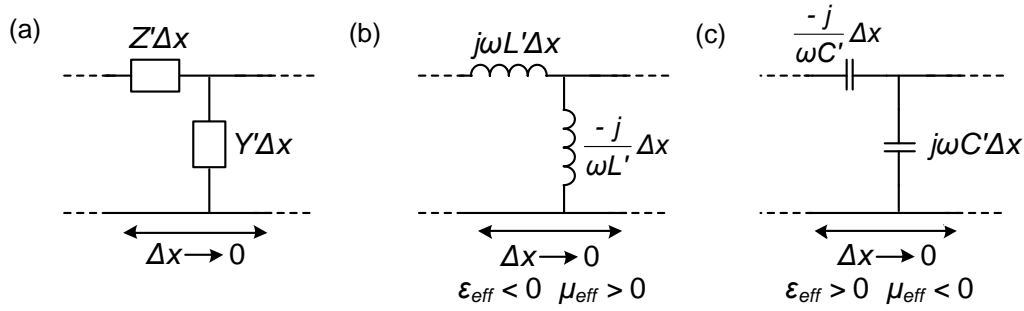 (a)
Z'Δx
Y'Δx
Δx→0
(b)
jωL'Δx
-j/ωL' Δx
Δx→0
ε_eff < 0 μ_eff > 0
(c)
-j/ωC' Δx
jωC'Δx
Δx→0
ε_eff > 0 μ_eff < 0